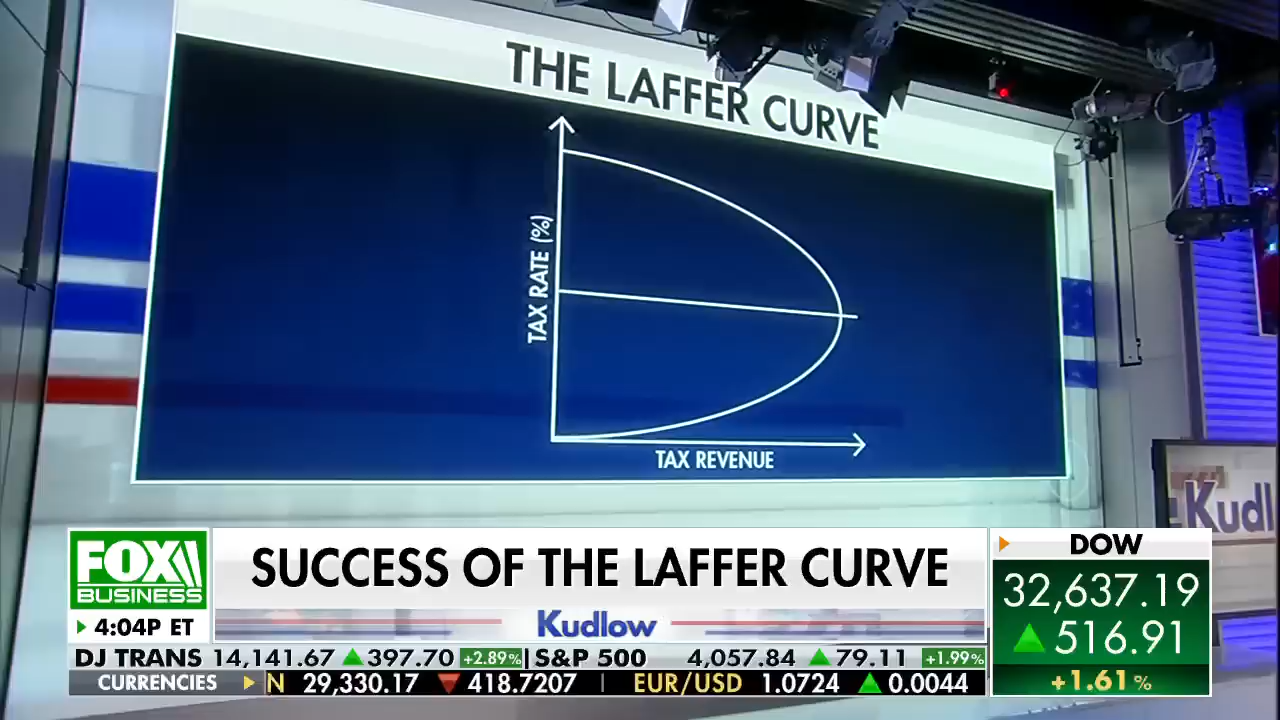 THE LAFFER CURVE
TAX RATE (%)
TAX REVENUE
Kudl
FOX
BUSINESS
4:04P ET
SUCCESS OF THE LAFFER CURVE
Kudlow
DOW
32,637.19
516.91
+1.61%
DJ TRANS 14,141.67 397.70 +2.89% S&P 500 4,057.84 79.11 +1.99%
CURRENCIES N 29,330.17 418.7207 EUR/USD 1.0724 0.0044